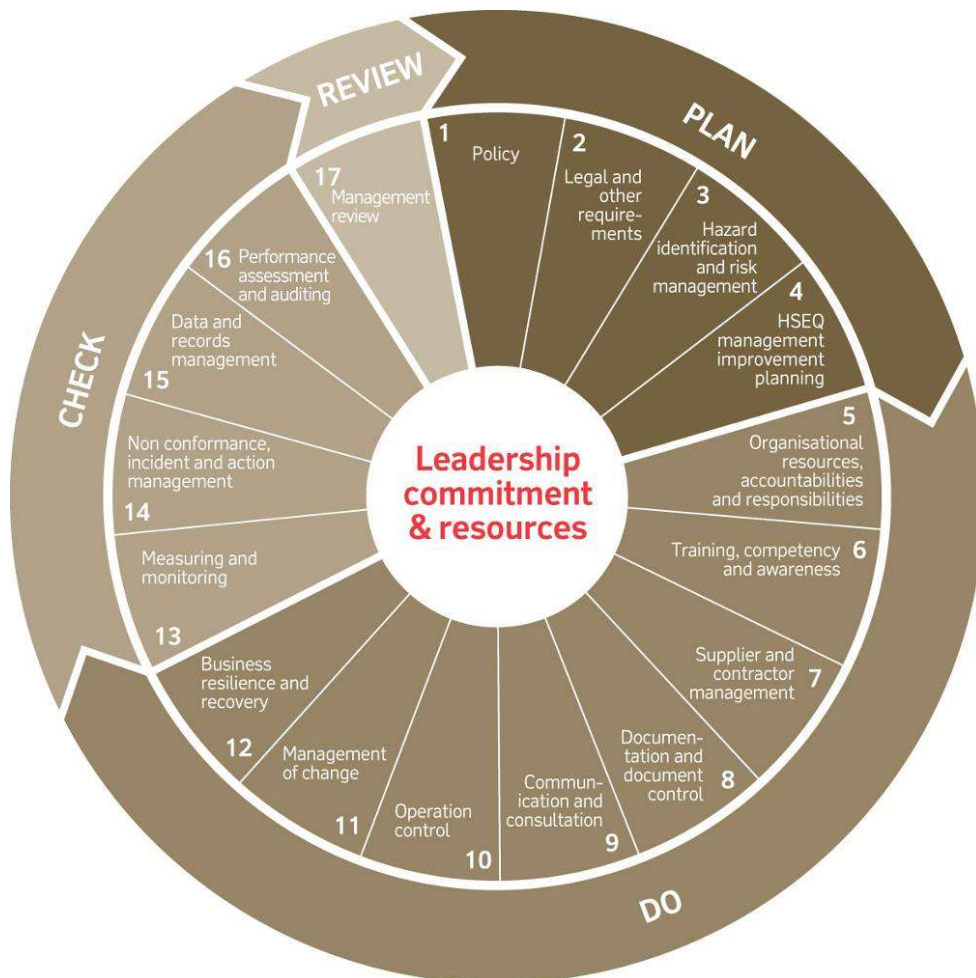 REVIEW
PLAN
DO
CHECK
1
Policy
2
Legal and
other
require-
ments
3
Hazard
identification
and risk
management
4
HSEQ
management
improvement
planning
5
Organisational
resources,
accountabilities
and responsibilities
6
Training, competency
and awareness
7
Supplier and
contractor
management
8
Documen-
tation and
document
control
9
Commun-
ication and
consultation
10
Operation
control
11
Management
of change
12
Business
resilience and
recovery
13
Measuring and
monitoring
14
Non conformance,
incident and action
management
15
Data and
records
management
16
Performance
assessment
and auditing
17
Management
review
Leadership
commitment
& resources